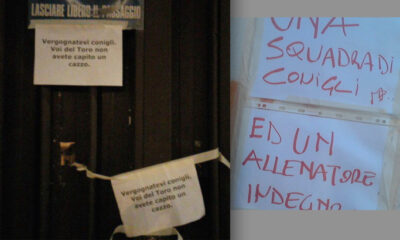 LASCIARE LIBERO IL PASSAGGIO
Vergognatevi conigli.
Voi del Toro non
avete capito un
cazzo.
Vergognatevi conigli.
Voi del Toro non
avete capito un
cazzo.
UNA
SQUADRA DI
CONIGLI
ED UN
ALLENATORE
INDEGNO